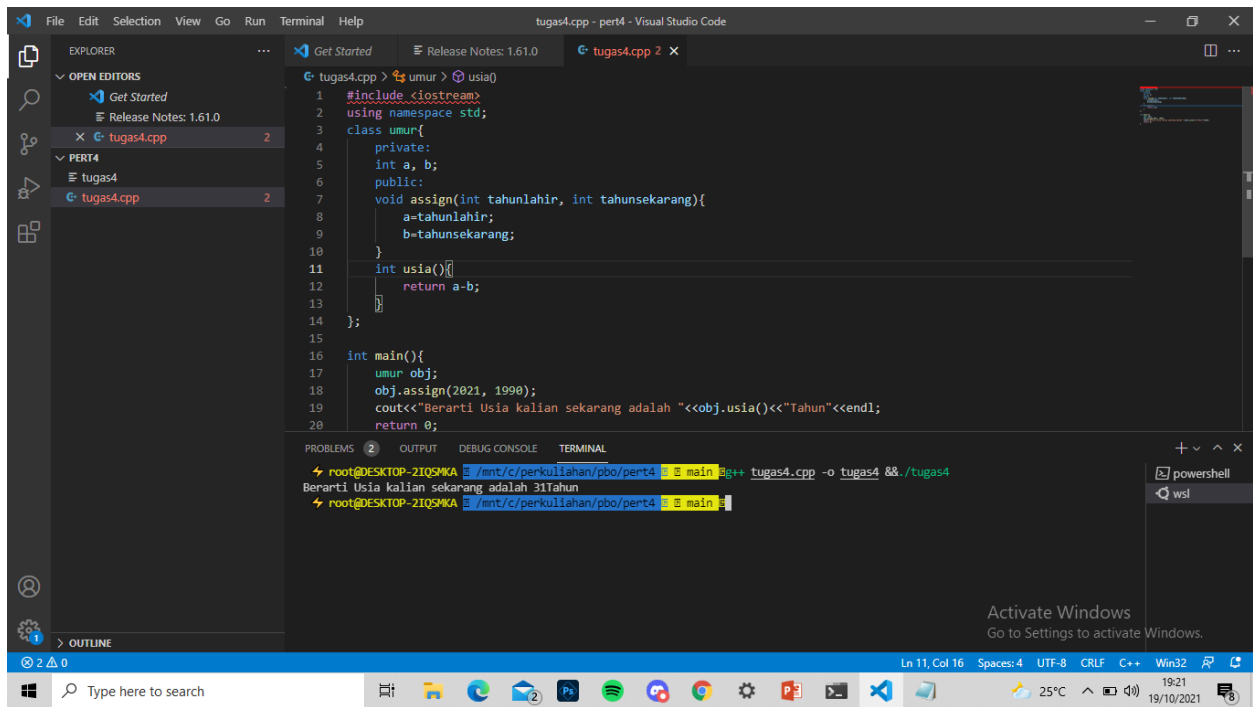 File Edit Selection View Go Run Terminal Help
tugas4.cpp - pert4 - Visual Studio Code
EXPLORER
OPEN EDITORS
Get Started
Release Notes: 1.61.0
tugas4.cpp 2
PERT4
tugas4
tugas4.cpp 2
OUTLINE
Get Started Release Notes: 1.61.0 tugas4.cpp 2
tugas4.cpp > umur > usia()
1 #include <iostream>
2 using namespace std;
3 class umur{
4 private:
5 int a, b;
6 public:
7 void assign(int tahunlahir, int tahunsekarang){
8 a=tahunlahir;
9 b=tahunsekarang;
10 }
11 int usia(){
12 return a-b;
13 }
14 };
15
16 int main(){
17 umur obj;
18 obj.assign(2021, 1990);
19 cout<<"Berarti Usia kalian sekarang adalah "<<obj.usia()<<"Tahun"<<endl;
20 return 0;
PROBLEMS 2 OUTPUT DEBUG CONSOLE TERMINAL
root@DESKTOP-2IQSMKA /mnt/c/perkuliahan/pbo/pert4 main g++ tugas4.cpp -o tugas4 &&./tugas4
Berarti Usia kalian sekarang adalah 31Tahun
root@DESKTOP-2IQSMKA /mnt/c/perkuliahan/pbo/pert4 main
powershell
wsl
Activate Windows
Go to Settings to activate Windows.
1
2 0
Ln 11, Col 16 Spaces: 4 UTF-8 CRLF C++ Win32
Type here to search
2
Ps
25°C
19:21
19/10/2021
8